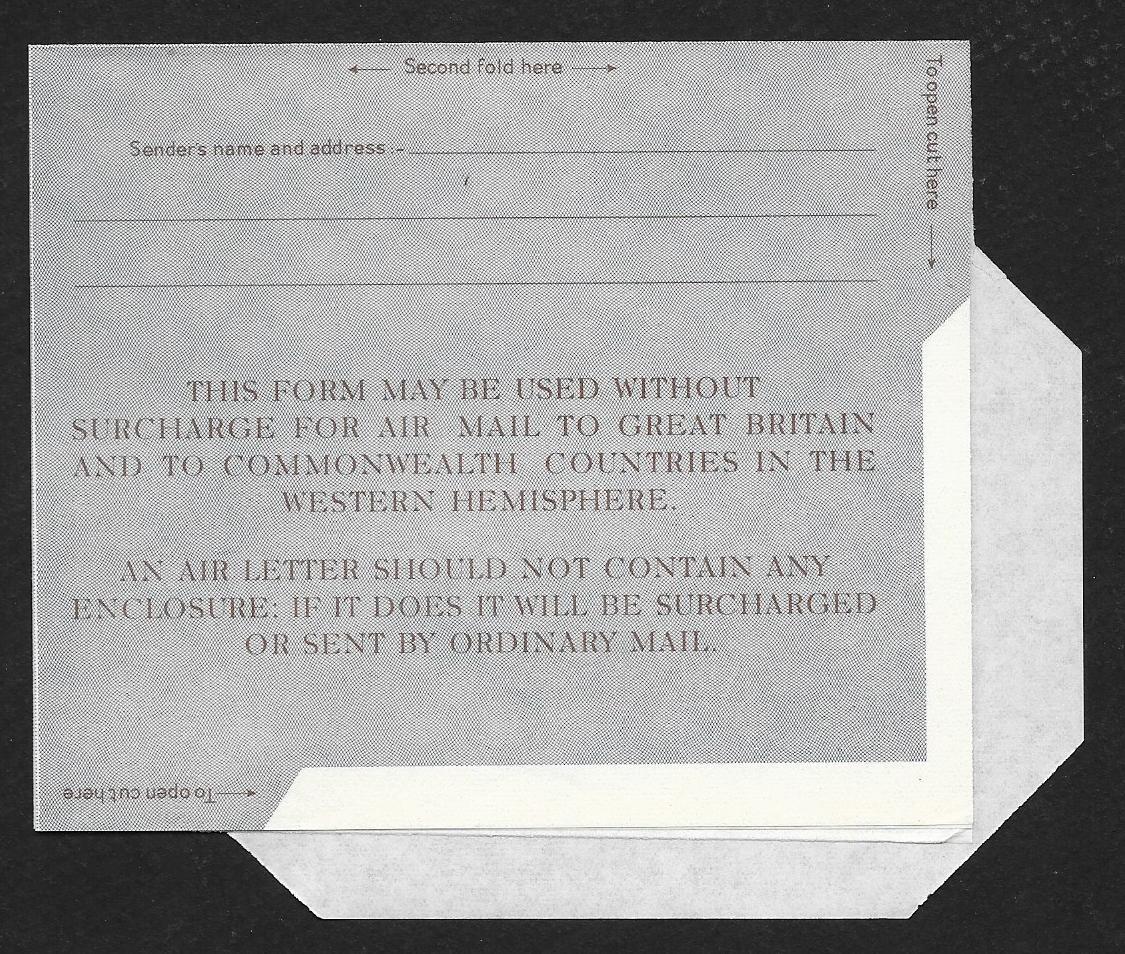 Second fold here
To open cut here
Sender's name and address :-
THIS FORM MAY BE USED WITHOUT
SURCHARGE FOR AIR MAIL TO GREAT BRITAIN
AND TO COMMONWEALTH COUNTRIES IN THE
WESTERN HEMISPHERE.
AN AIR LETTER SHOULD NOT CONTAIN ANY
ENCLOSURE: IF IT DOES IT WILL BE SURCHARGED
OR SENT BY ORDINARY MAIL.
To open cut here